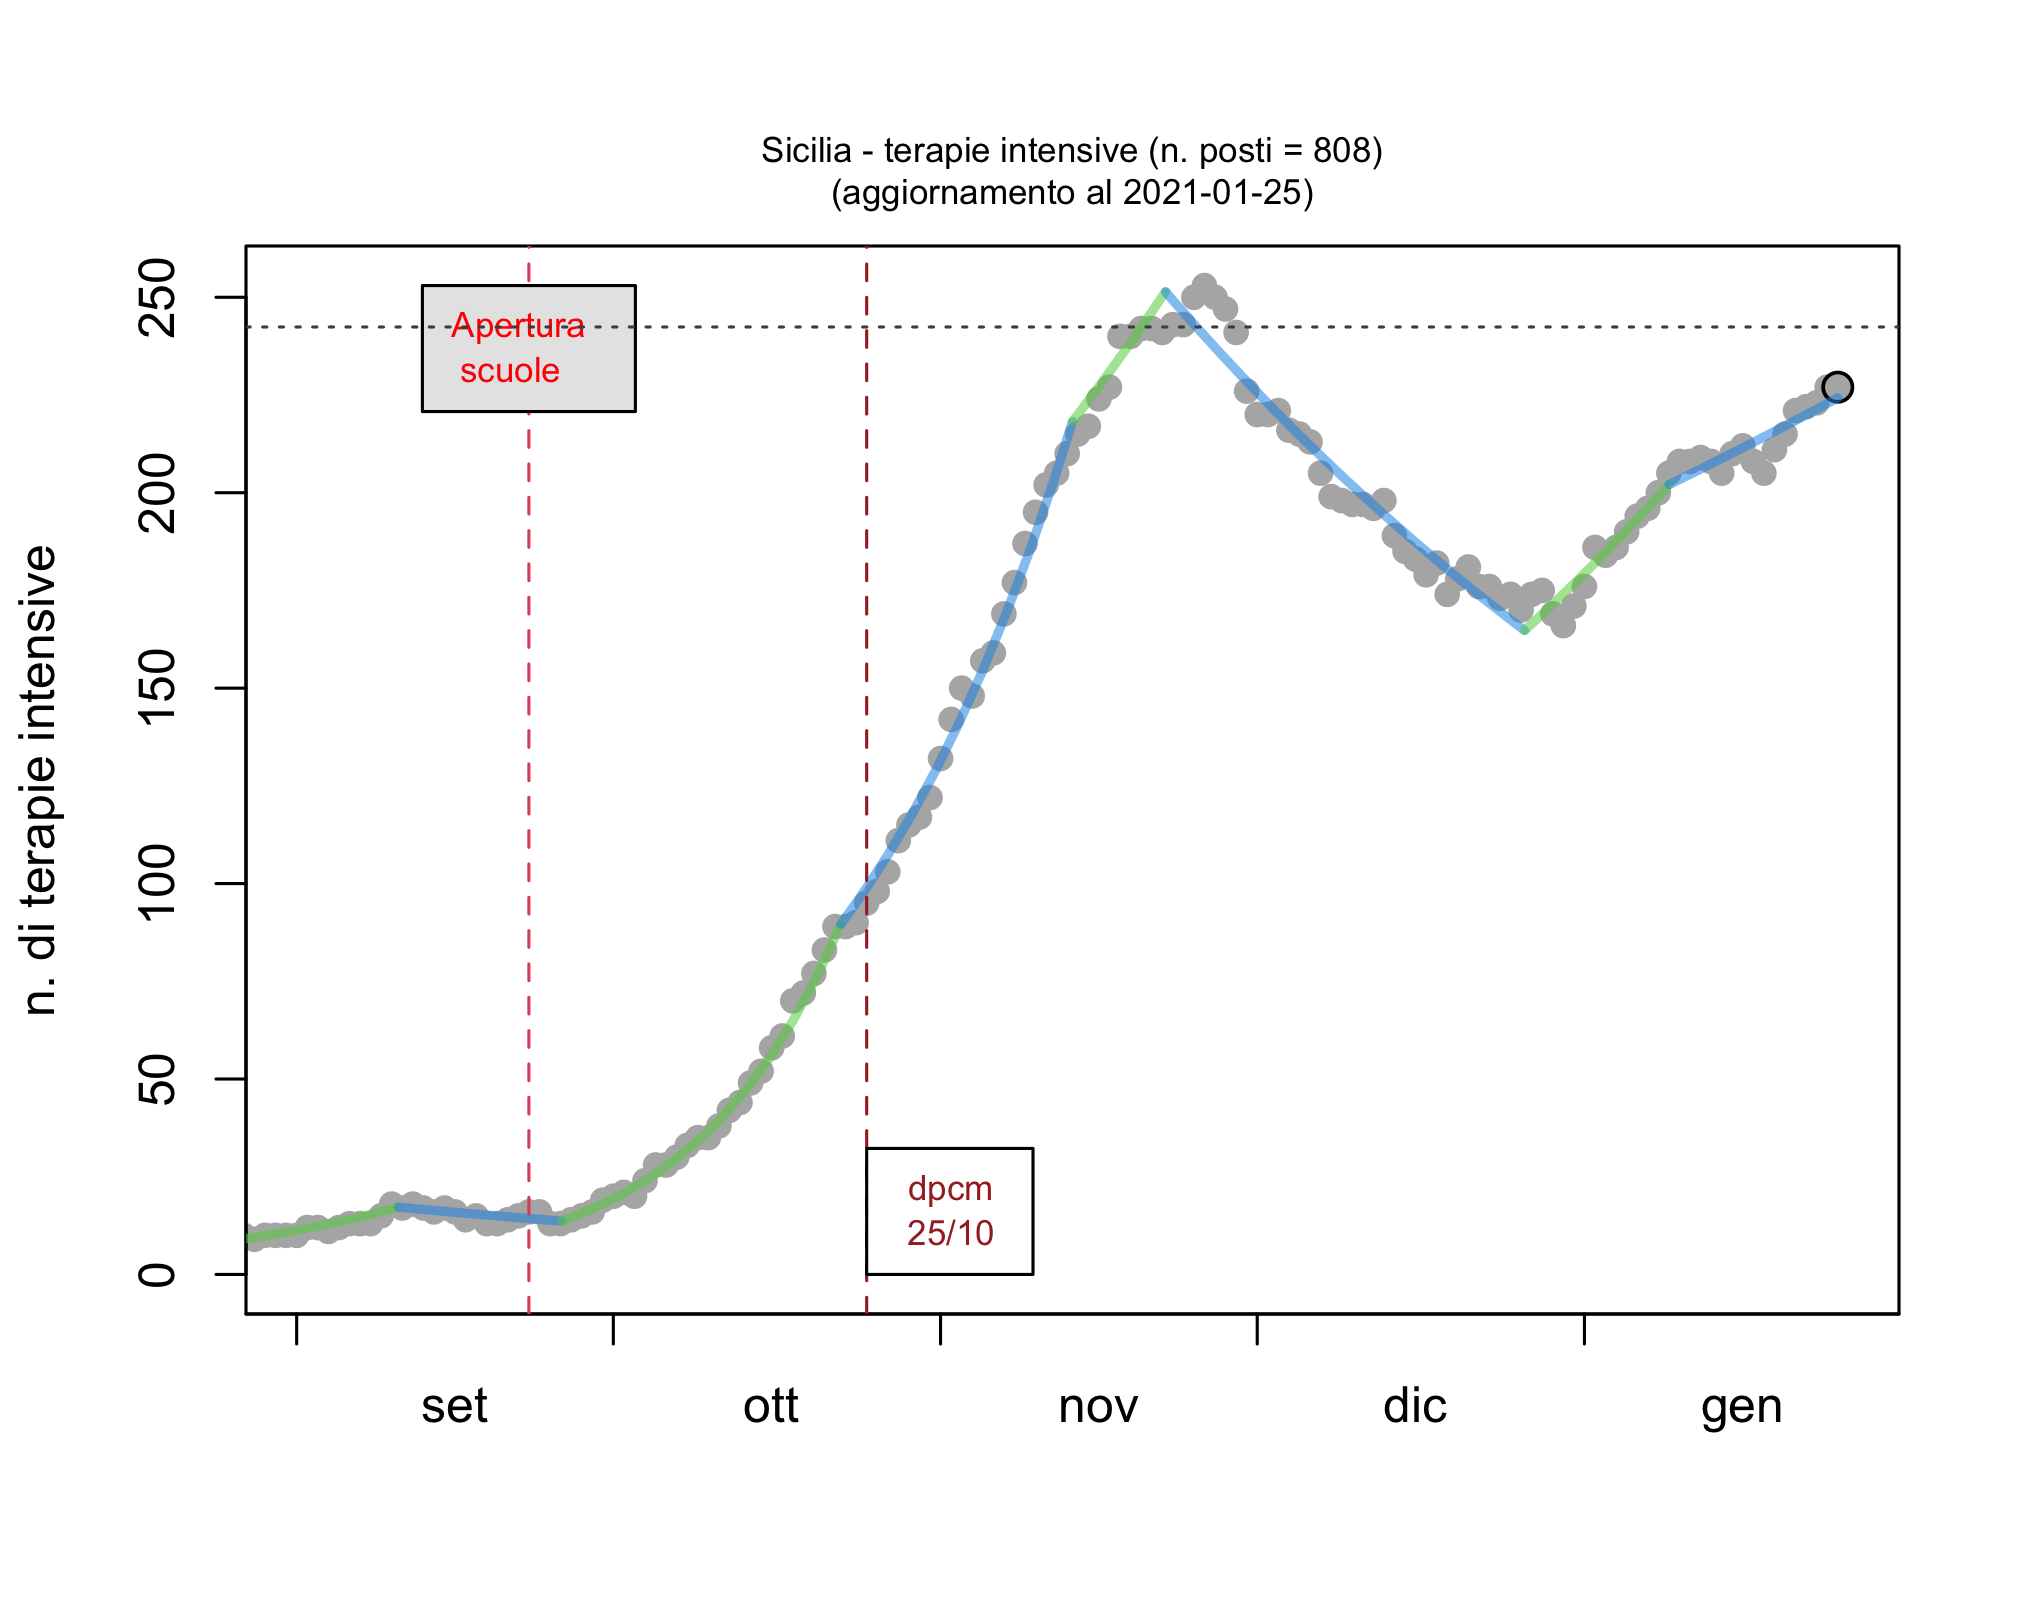 Sicilia - terapie intensive (n. posti = 808)
(aggiornamento al 2021-01-25)
n. di terapie intensive
250
200
150
100
50
0
Apertura
scuole
dpcm
25/10
set
ott
nov
dic
gen